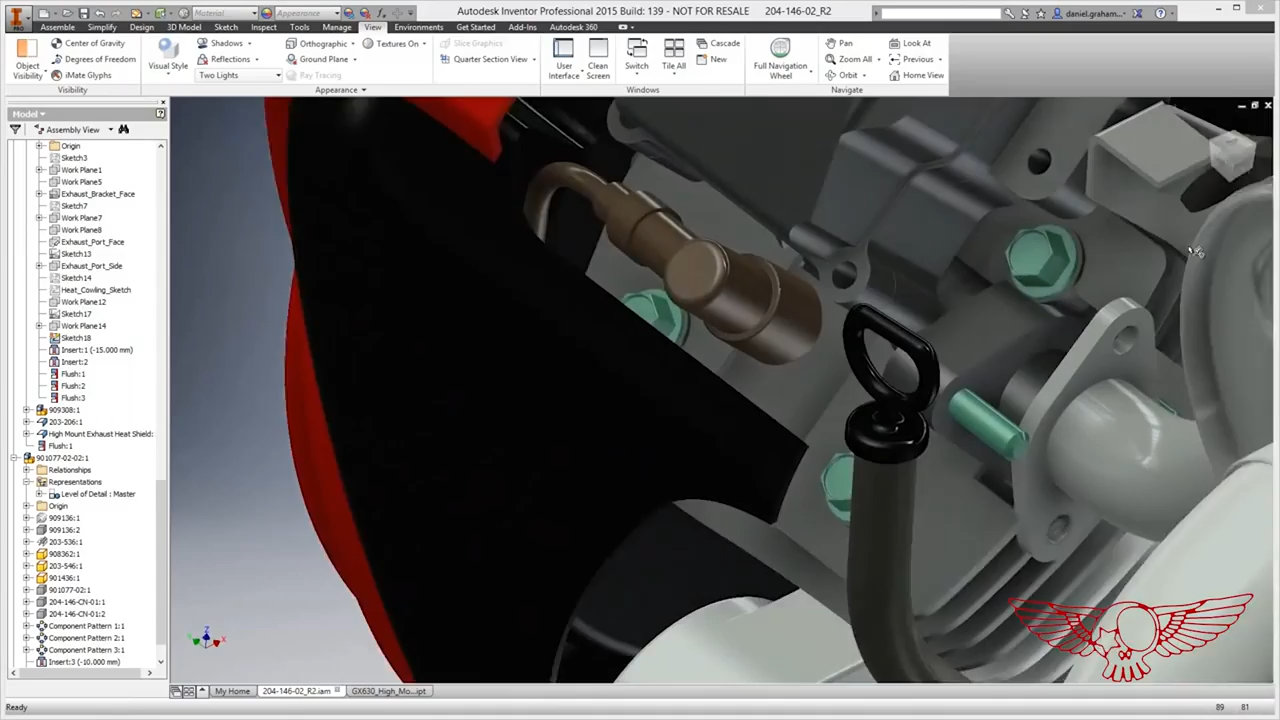 Material
Appearance
Autodesk Inventor Professional 2015 Build: 139 - NOT FOR RESALE 204-146-02_R2
daniel.graham...
PRO
Assemble Simplify Design 3D Model Sketch Inspect Tools Manage View Environments Get Started Add-Ins Autodesk 360
Object Visibility
Center of Gravity
Degrees of Freedom
iMate Glyphs
Visibility
Visual Style
Shadows
Reflections
Two Lights
Orthographic
Ground Plane
Ray Tracing
Textures On
Appearance
Slice Graphics
Quarter Section View
User Interface
Clean Screen
Switch
Tile All
Cascade
New
Windows
Full Navigation Wheel
Pan
Zoom All
Orbit
Look At
Previous
Home View
Navigate
Model
Assembly View
Origin
Sketch3
Work Plane1
Work Plane5
Exhaust_Bracket_Face
Sketch7
Work Plane7
Work Plane8
Exhaust_Port_Face
Sketch13
Exhaust_Port_Side
Sketch14
Heat_Cowling_Sketch
Work Plane12
Sketch17
Work Plane14
Sketch18
Insert:1 (-15.000 mm)
Insert:2
Flush:1
Flush:2
Flush:3
909308:1
203-206:1
High Mount Exhaust Heat Shield:
Flush:1
901077-02-02:1
Relationships
Representations
Level of Detail : Master
Origin
909136:1
909136:2
203-536:1
908362:1
203-546:1
901436:1
901077-02:1
204-146-CN-01:1
204-146-CN-01:2
Component Pattern 1:1
Component Pattern 2:1
Component Pattern 3:1
Insert:3 (-10.000 mm)
Z
X
My Home 204-146-02_R2.iam GX630_High_Mo...ipt
Ready 89 81